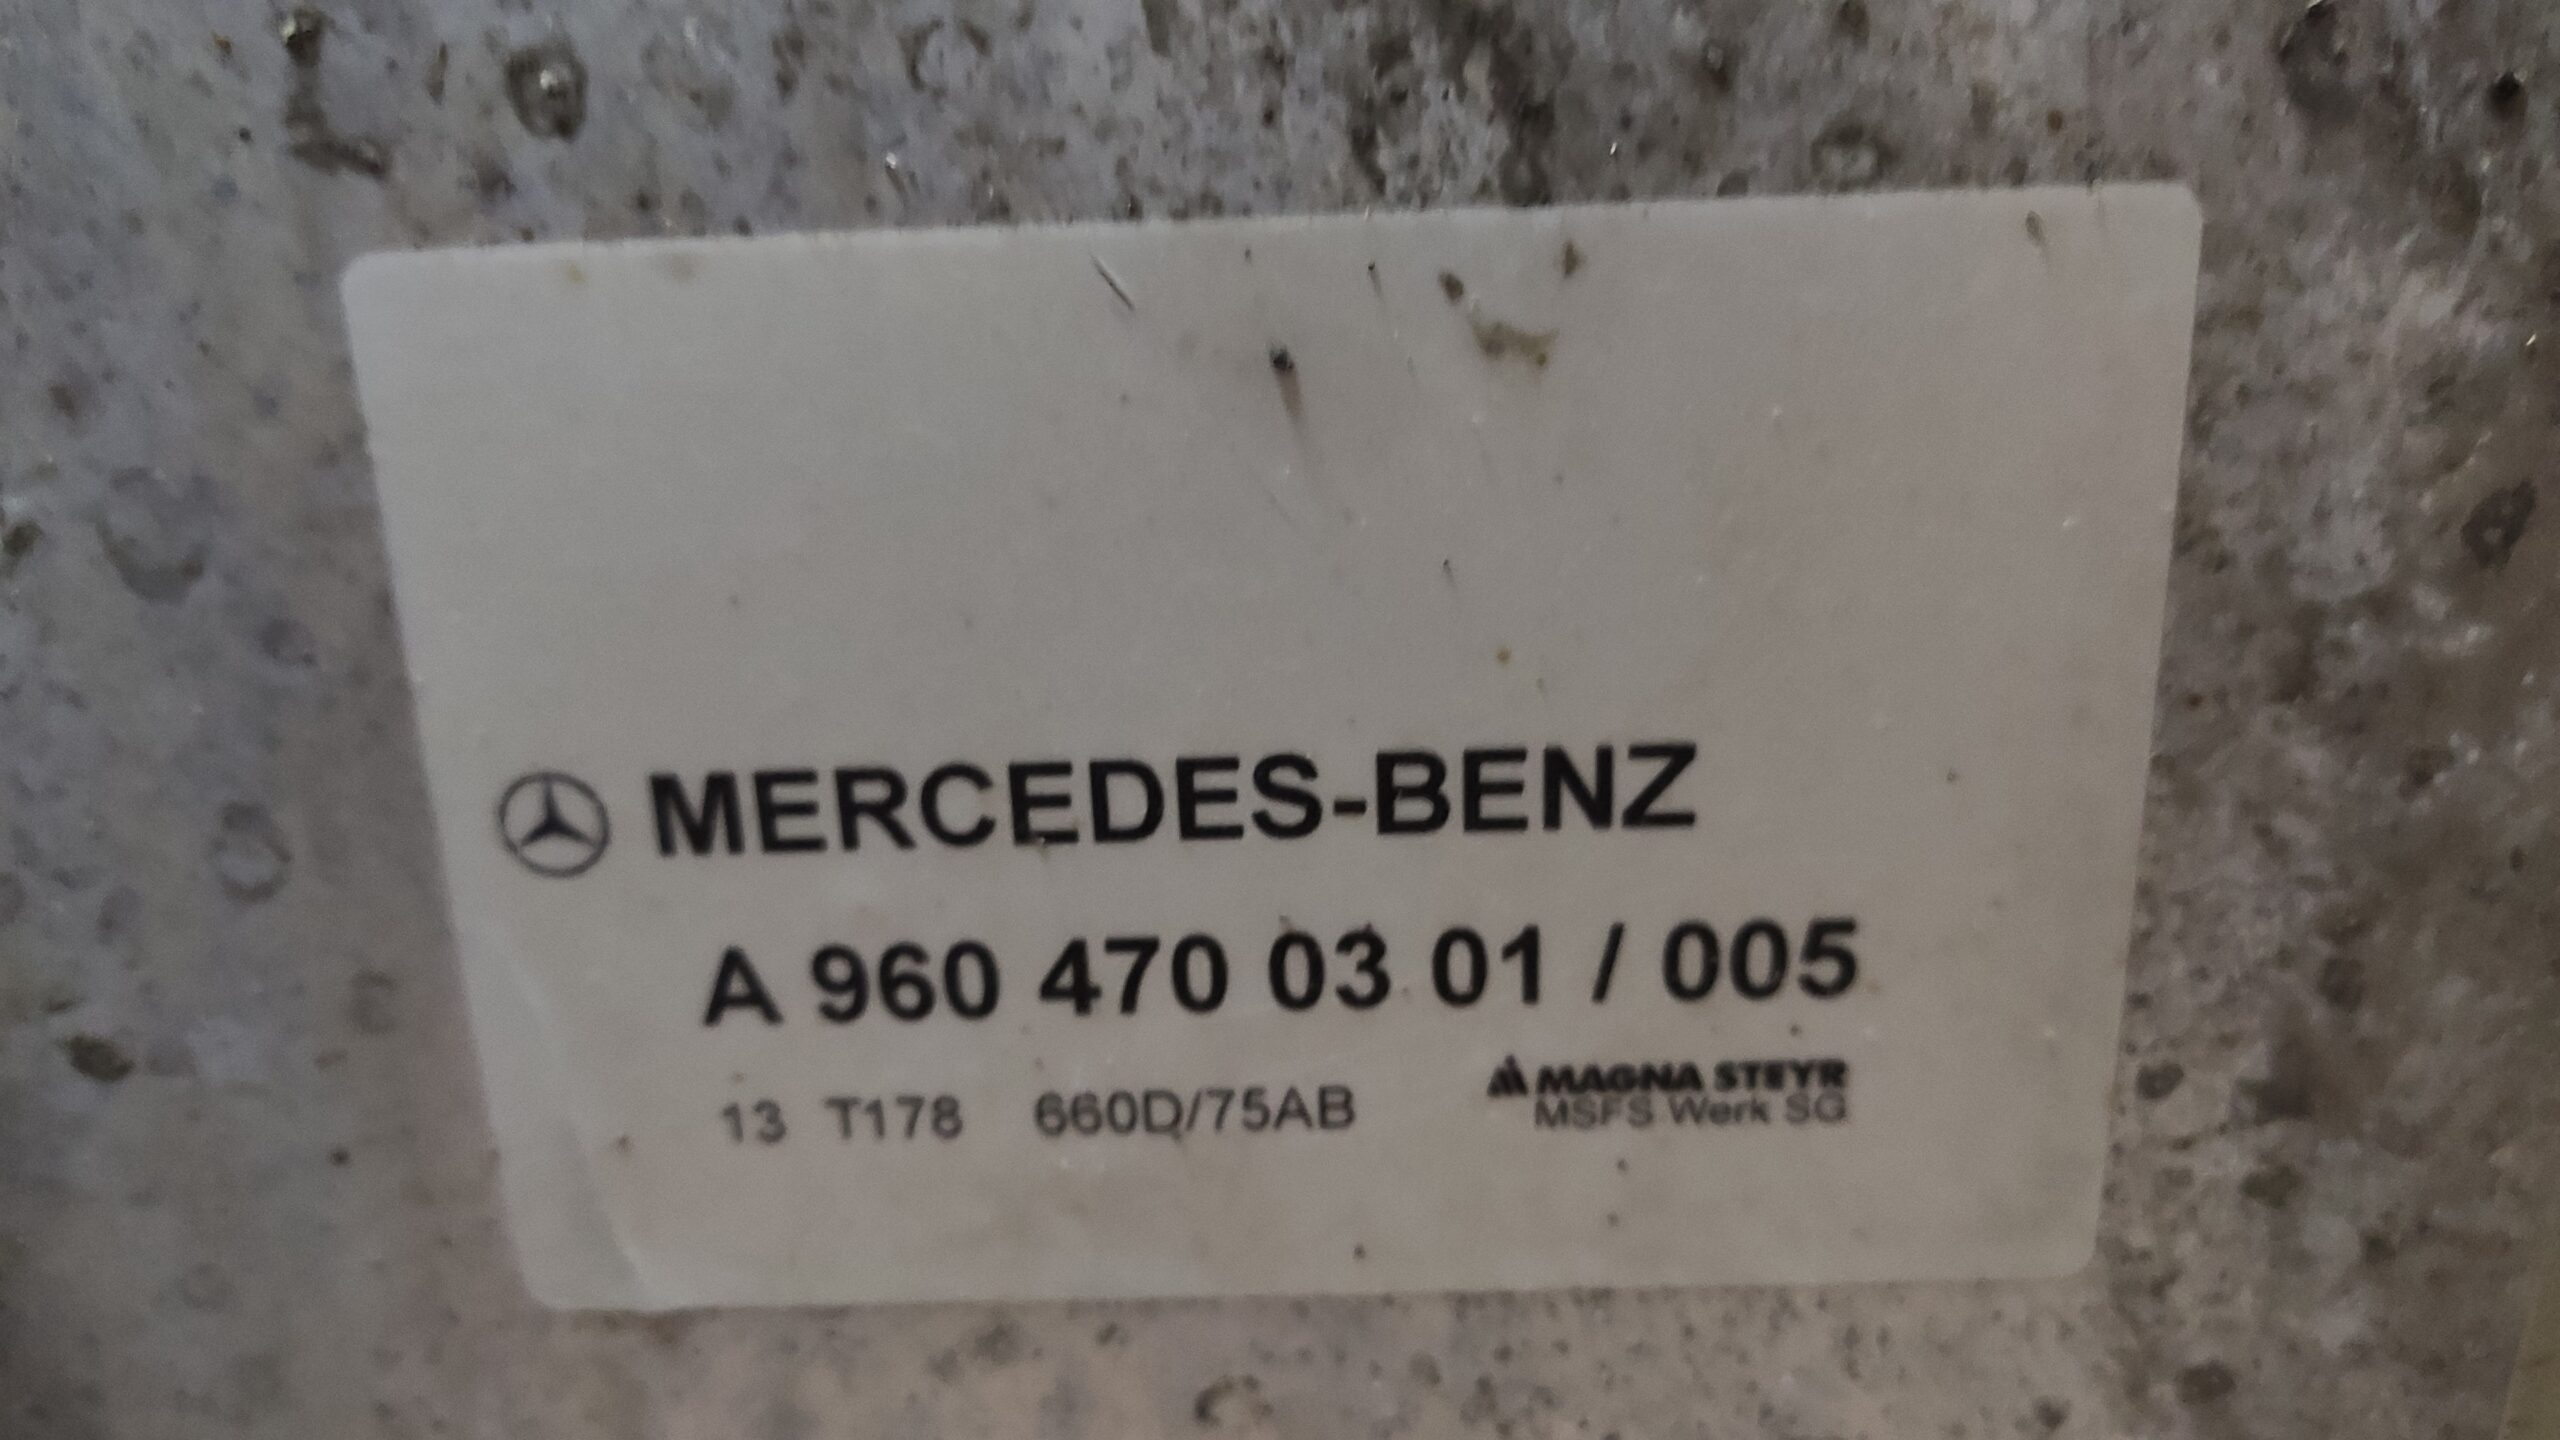 MERCEDES-BENZ
A 960 470 03 01 / 005
13 T178 660D/75AB
MAGNA STEYR
MSFS Werk SG